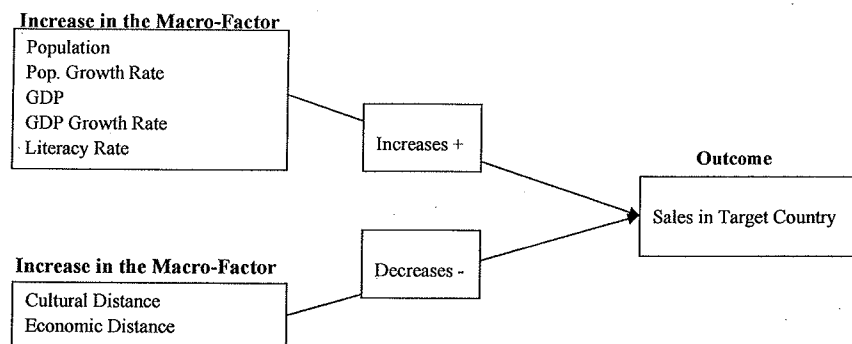 Increase in the Macro-Factor
Population
Pop. Growth Rate
GDP
GDP Growth Rate
Literacy Rate
Increases +
Outcome
Sales in Target Country
Decreases -
Increase in the Macro-Factor
Cultural Distance
Economic Distance